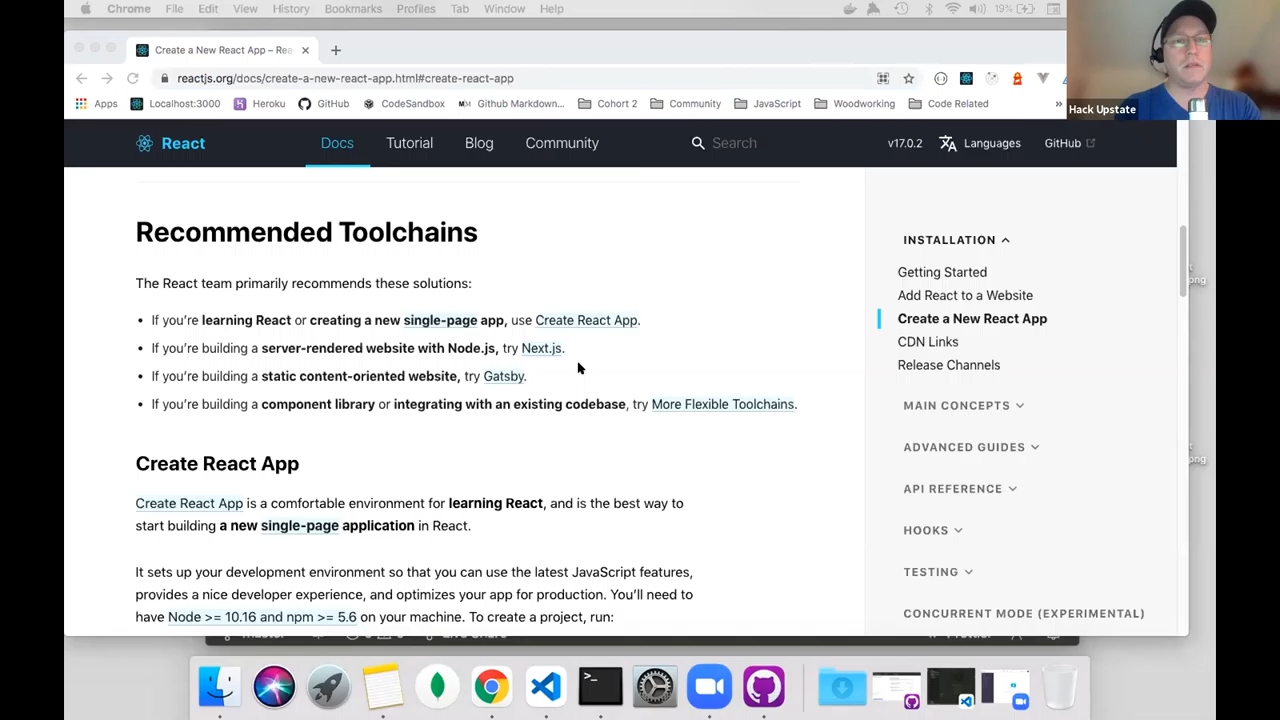 Chrome File Edit View History Bookmarks Profiles Tab Window Help 19%
Create a New React App – Rea
reactjs.org/docs/create-a-new-react-app.html#create-react-app
Apps Localhost:3000 Heroku GitHub CodeSandbox Github Markdown... Cohort 2 Community JavaScript Woodworking Code Related »
Hack Upstate
React Docs Tutorial Blog Community Search v17.0.2 Languages GitHub
Recommended Toolchains
The React team primarily recommends these solutions:
• If you're learning React or creating a new single-page app, use Create React App.
• If you're building a server-rendered website with Node.js, try Next.js.
• If you're building a static content-oriented website, try Gatsby.
• If you're building a component library or integrating with an existing codebase, try More Flexible Toolchains.
Create React App
Create React App is a comfortable environment for learning React, and is the best way to
start building a new single-page application in React.
It sets up your development environment so that you can use the latest JavaScript features,
provides a nice developer experience, and optimizes your app for production. You'll need to
have Node >= 10.16 and npm >= 5.6 on your machine. To create a project, run:
INSTALLATION
Getting Started
Add React to a Website
Create a New React App
CDN Links
Release Channels
MAIN CONCEPTS
ADVANCED GUIDES
API REFERENCE
HOOKS
TESTING
CONCURRENT MODE (EXPERIMENTAL)